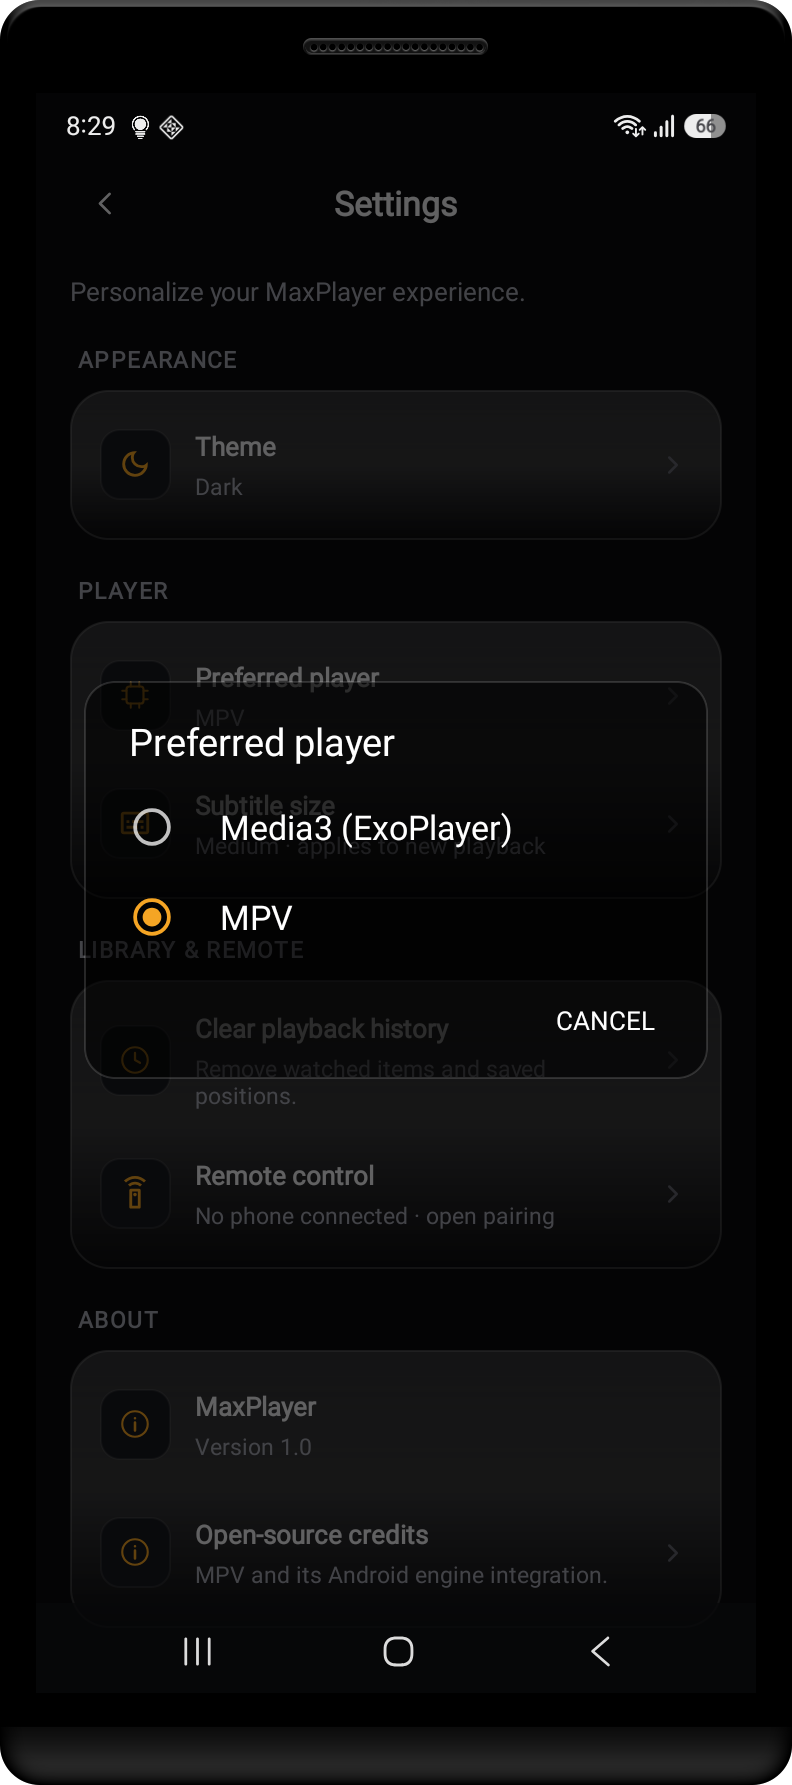 8:29
66
Settings
Personalize your MaxPlayer experience.
APPEARANCE
Theme
Dark
PLAYER
Preferred player
MPV
Preferred player
Subtitle size
Media3 (ExoPlayer)
Medium · applies to new playback
MPV
LIBRARY & REMOTE
CANCEL
Clear playback history
Remove watched items and saved
positions.
Remote control
No phone connected · open pairing
ABOUT
MaxPlayer
Version 1.0
Open-source credits
MPV and its Android engine integration.